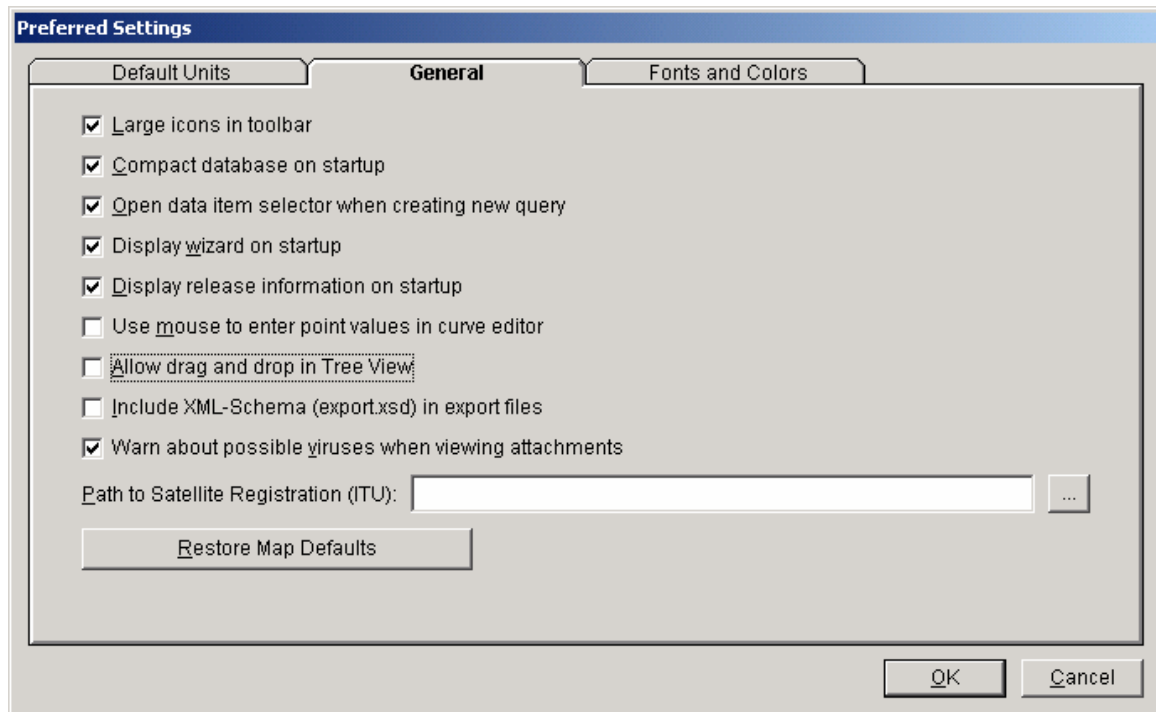 Preferred Settings
Default Units General Fonts and Colors
Large icons in toolbar
Compact database on startup
Open data item selector when creating new query
Display wizard on startup
Display release information on startup
Use mouse to enter point values in curve editor
Allow drag and drop in Tree View
Include XML-Schema (export.xsd) in export files
Warn about possible viruses when viewing attachments
Path to Satellite Registration (ITU): ...
Restore Map Defaults
OK Cancel